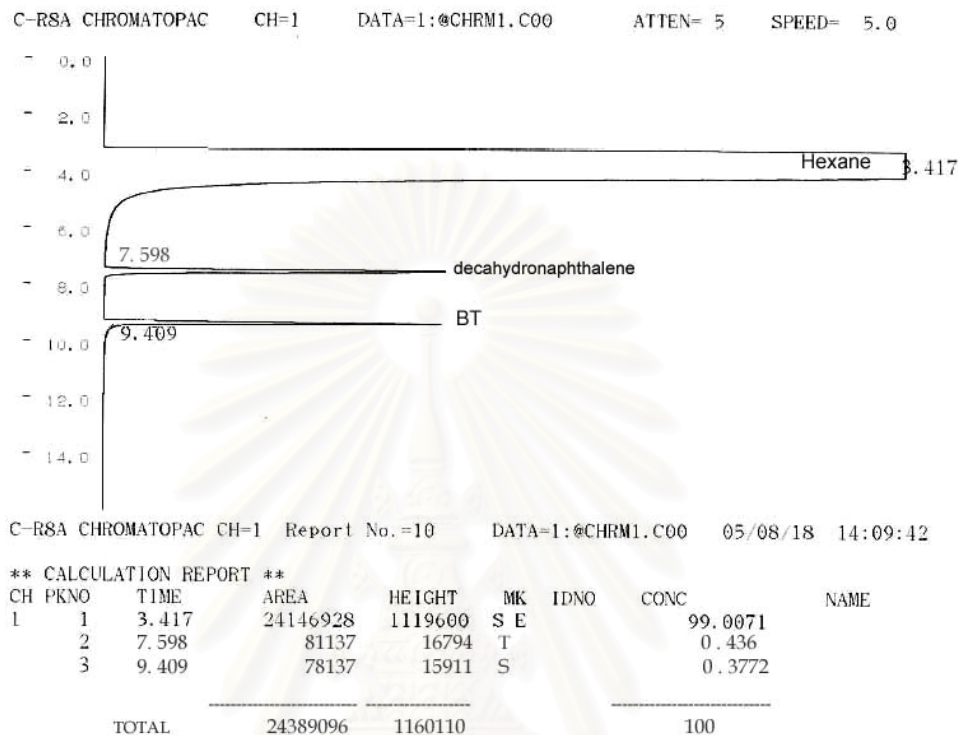 C-R8A CHROMATOPAC CH=1 DATA=1:@CHRM1.C00 ATTEN= 5 SPEED= 5.0
0.0
2.0
Hexane 3.417
4.0
6.0
7.598
decahydronaphthalene
8.0
BT
9.409
10.0
12.0
14.0
C-R8A CHROMATOPAC CH=1 Report No.=10 DATA=1:@CHRM1.C00 05/08/18 14:09:42
** CALCULATION REPORT **
CH PKNO TIME AREA HEIGHT MK IDNO CONC NAME
1 1 3.417 24146928 1119600 S E 99.0071
2 7.598 81137 16794 T 0.436
3 9.409 78137 15911 S 0.3772
TOTAL 24389096 1160110 100